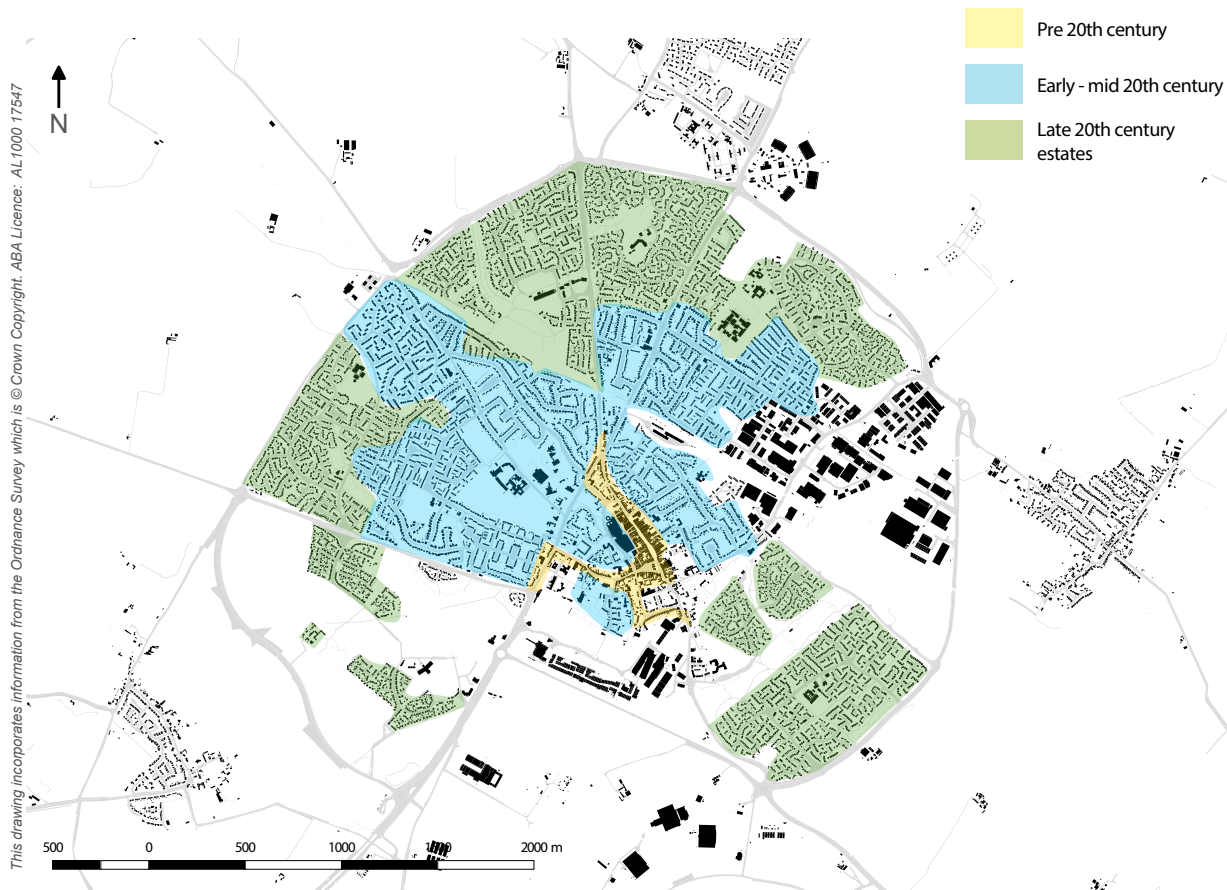 Pre 20th century
Early - mid 20th century
Late 20th century
estates
N
This drawing incorporates information from the Ordnance Survey which is © Crown Copyright. ABA Licence: AL1000 17547
500 0 500 1000 2000 m